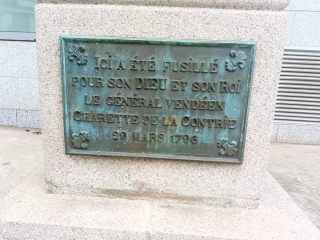 ICI A ÉTÉ FUSILLÉ
POUR SON DIEU ET SON ROI
LE GÉNÉRAL VENDÉEN
CHARETTE DE LA CONTRIE
29 MARS 1796